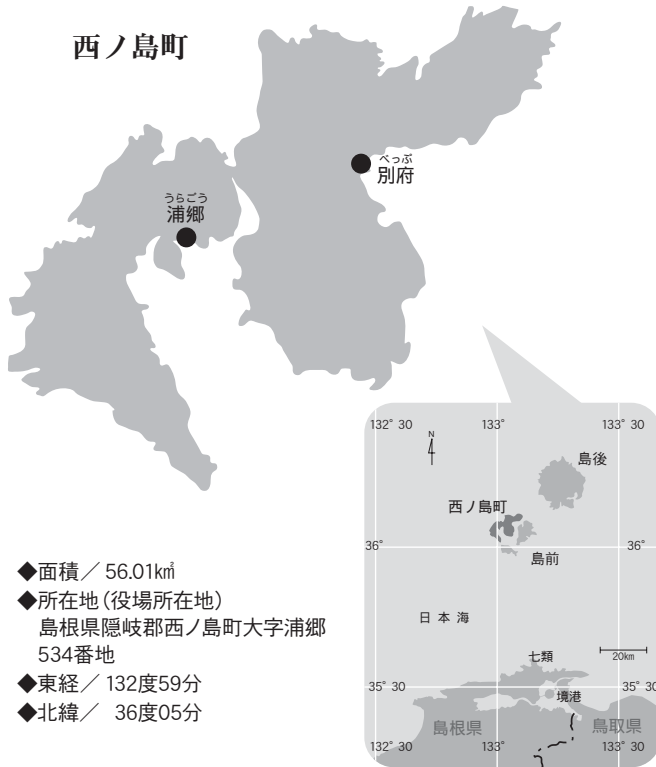 西ノ島町
べっぷ
別府
うらごう
浦郷
132° 30
133°
133° 30
N
島後
西ノ島町
36°
36°
島前
日本海
20km
七類
35° 30
境港
35° 30
島根県
鳥取県
132° 30
133°
133° 30
◆面積／ 56.01㎢
◆所在地（役場所在地）
島根県隠岐郡西ノ島町大字浦郷
534番地
◆東経／ 132度59分
◆北緯／ 36度05分